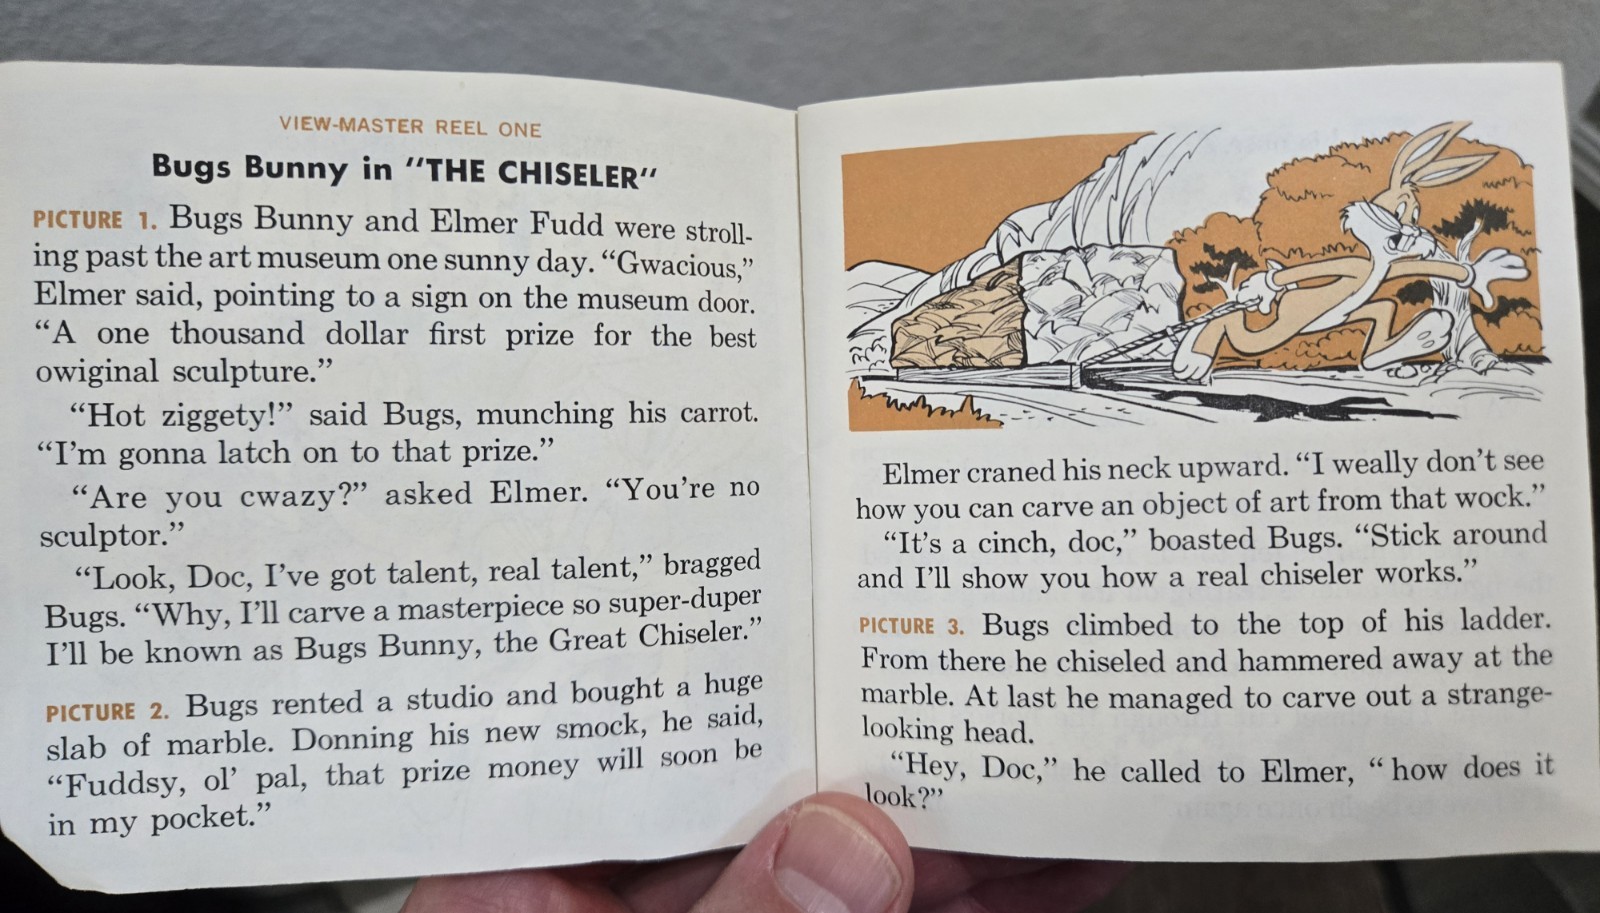 VIEW-MASTER REEL ONE
Bugs Bunny in "THE CHISELER"
PICTURE 1. Bugs Bunny and Elmer Fudd were stroll-
ing past the art museum one sunny day. “Gwacious,”
Elmer said, pointing to a sign on the museum door.
“A one thousand dollar first prize for the best
owiginal sculpture.”
“Hot ziggety!” said Bugs, munching his carrot.
“I'm gonna latch on to that prize.”
“Are you cwazy?” asked Elmer. “You're no
sculptor.”
“Look, Doc, I've got talent, real talent,” bragged
Bugs. “Why, I'll carve a masterpiece so super-duper
I'll be known as Bugs Bunny, the Great Chiseler.”
PICTURE 2. Bugs rented a studio and bought a huge
slab of marble. Donning his new smock, he said,
“Fuddsy, ol' pal, that prize money will soon be
in my pocket.”
Elmer craned his neck upward. “I weally don't see
how you can carve an object of art from that wock.”
“It's a cinch, doc,” boasted Bugs. “Stick around
and I'll show you how a real chiseler works.”
PICTURE 3. Bugs climbed to the top of his ladder.
From there he chiseled and hammered away at the
marble. At last he managed to carve out a strange-
looking head.
“Hey, Doc,” he called to Elmer, “ how does it
look?”